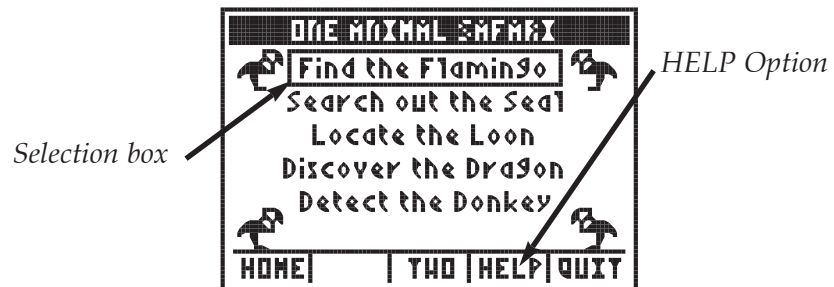 ONE ANIMAL SAFARI
Find the Flamingo
HELP Option
Search out the Seal
Locate the Loon
Selection box
Discover the Dragon
Detect the Donkey
HOME TWO HELP QUIT